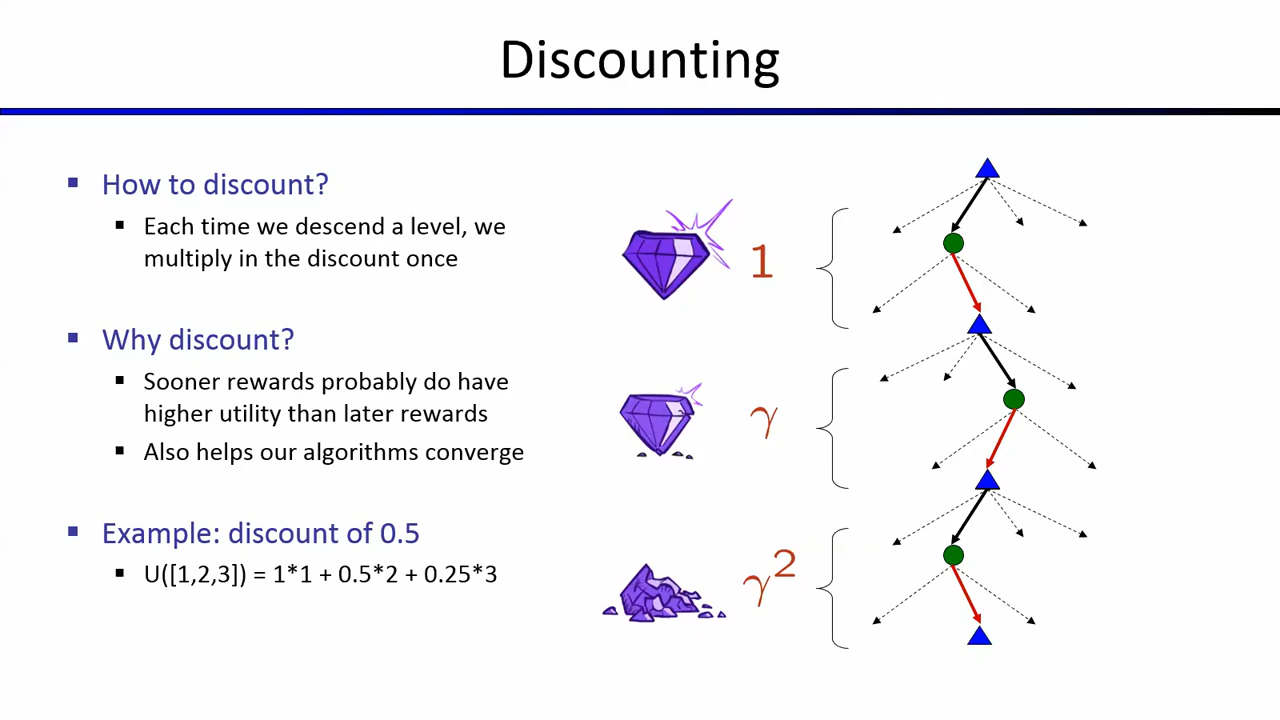 Discounting
▪ How to discount?
▪ Each time we descend a level, we
multiply in the discount once
▪ Why discount?
▪ Sooner rewards probably do have
higher utility than later rewards
▪ Also helps our algorithms converge
▪ Example: discount of 0.5
▪ U([1,2,3]) = 1*1 + 0.5*2 + 0.25*3
1
γ
γ²